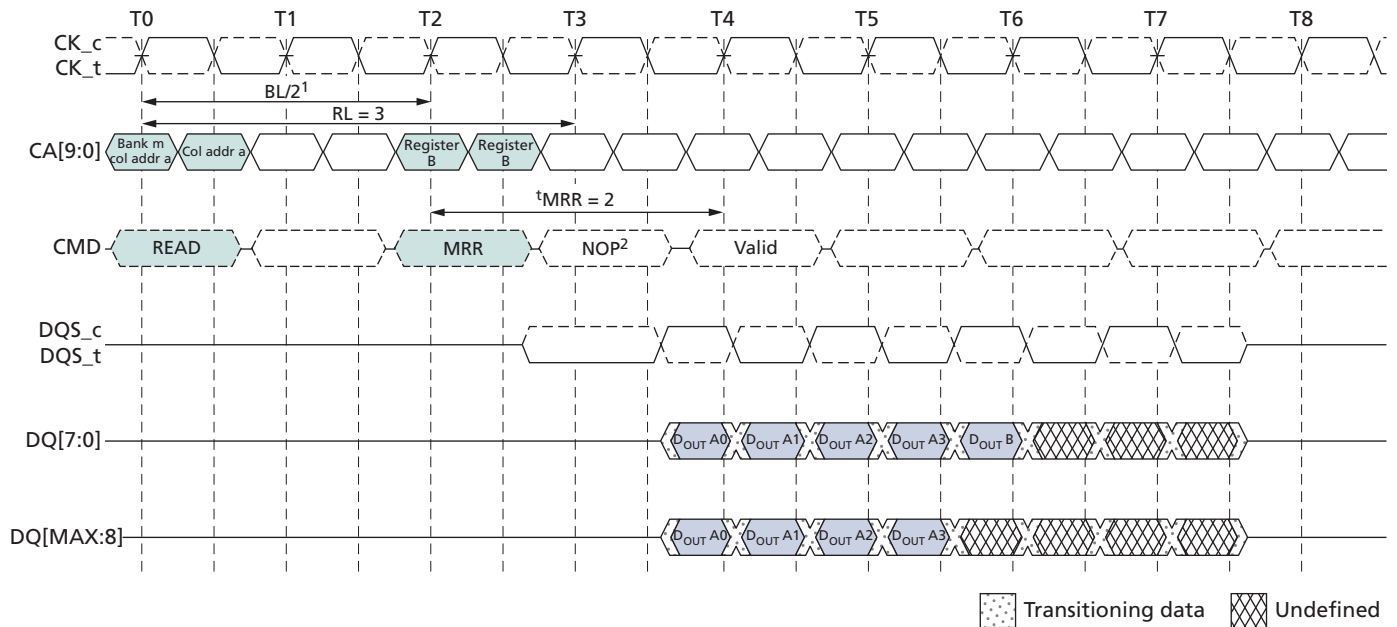 T0 T1 T2 T3 T4 T5 T6 T7 T8
CK_c
CK_t
BL/2¹
RL = 3
CA[9:0] Bank m col addr a Col addr a Register B Register B
ᵗMRR = 2
CMD READ MRR NOP² Valid
DQS_c
DQS_t
DQ[7:0] DOUT A0 DOUT A1 DOUT A2 DOUT A3 DOUT B
DQ[MAX:8] DOUT A0 DOUT A1 DOUT A2 DOUT A3
Transitioning data Undefined